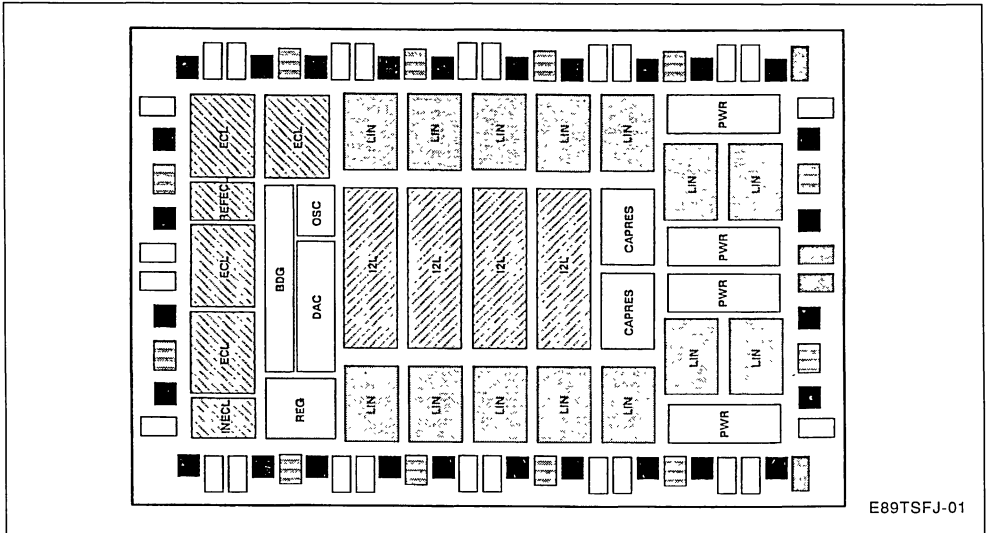 ECL
ECL
LIN
LIN
LIN
LIN
LIN
PWR
LIN
LIN
REFECL
OSC
I2L
I2L
I2L
I2L
CAPRES
ECL
BDG
DAC
PWR
PWR
CAPRES
ECL
LIN
LIN
INECL
REG
LIN
LIN
LIN
LIN
LIN
PWR
E89TSFJ-01